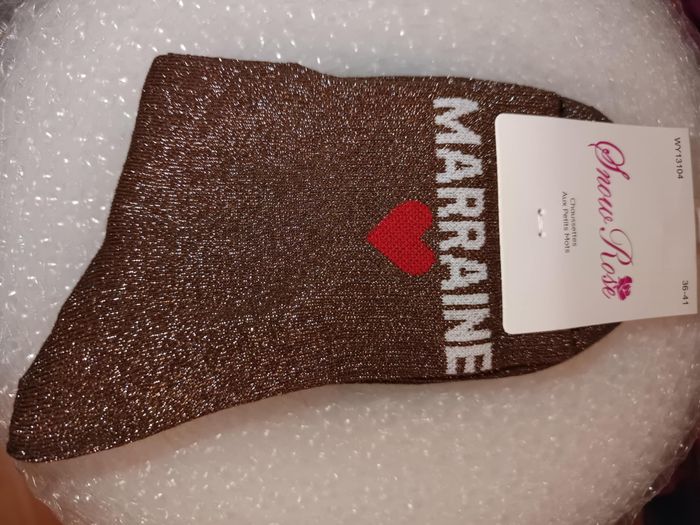 MARRAINE
WY13104
36-41
Snow Rose
Chaussettes
Aux Petits Mots